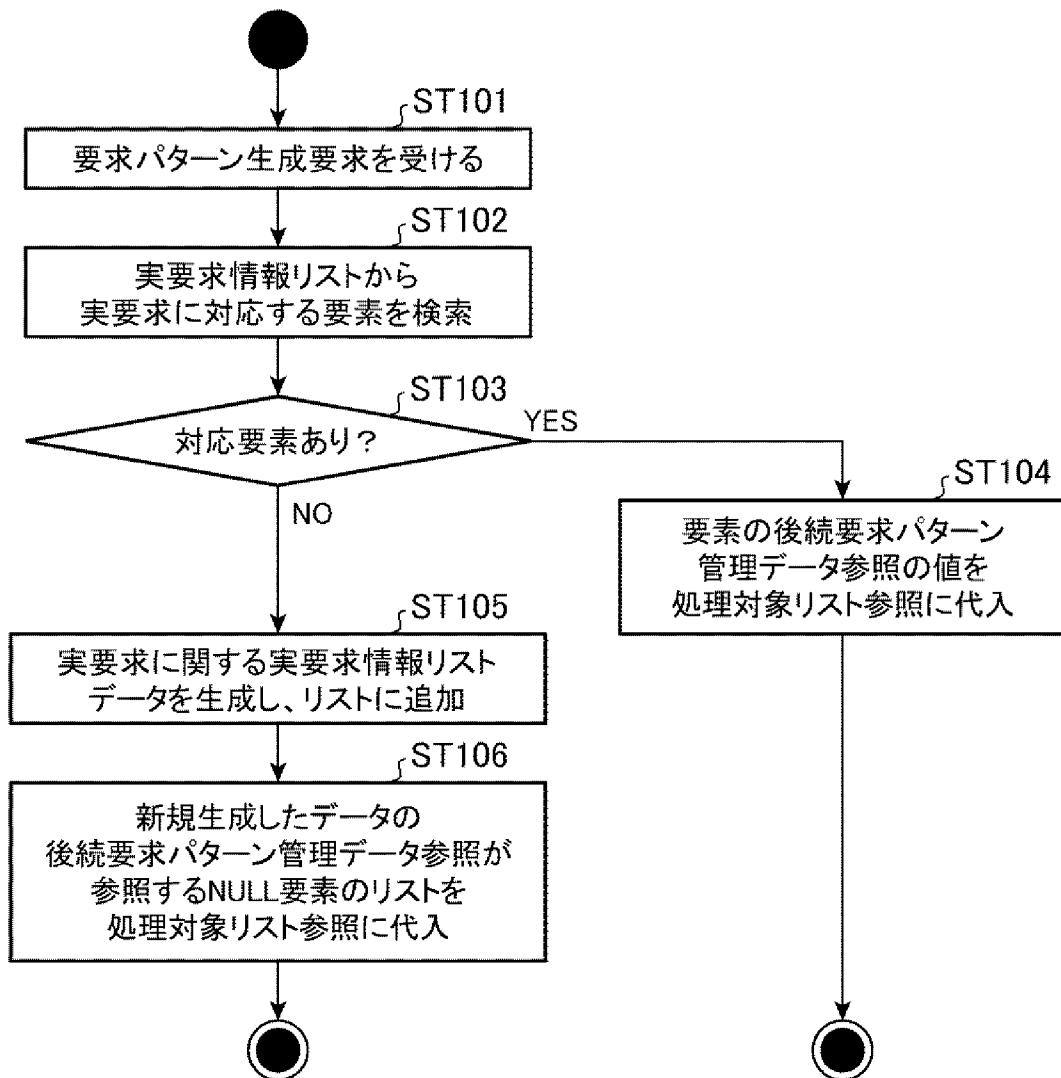 ST101
要求パターン生成要求を受ける
ST102
実要求情報リストから
実要求に対応する要素を検索
ST103
対応要素あり？
YES
NO
ST104
要素の後続要求パターン
管理データ参照の値を
処理対象リスト参照に代入
ST105
実要求に関する実要求情報リスト
データを生成し、リストに追加
ST106
新規生成したデータの
後続要求パターン管理データ参照が
参照するNULL要素のリストを
処理対象リスト参照に代入